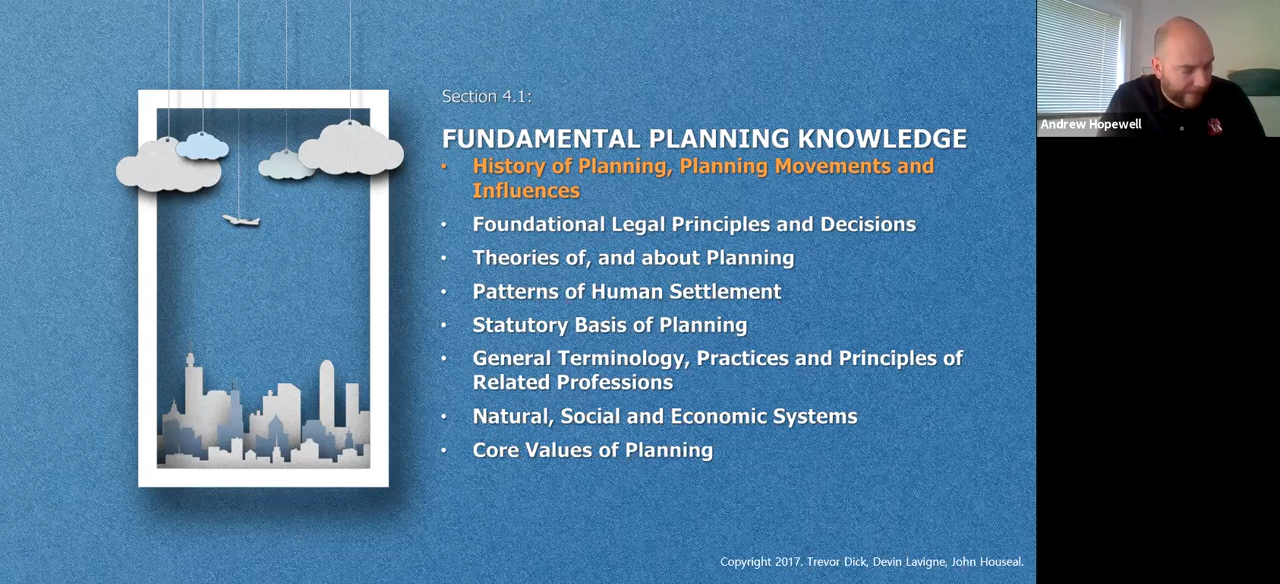 Section 4.1:
FUNDAMENTAL PLANNING KNOWLEDGE
• History of Planning, Planning Movements and
Influences
• Foundational Legal Principles and Decisions
• Theories of, and about Planning
• Patterns of Human Settlement
• Statutory Basis of Planning
• General Terminology, Practices and Principles of
Related Professions
• Natural, Social and Economic Systems
• Core Values of Planning
Copyright 2017. Trevor Dick, Devin Lavigne, John Houseal.
Andrew Hopewell